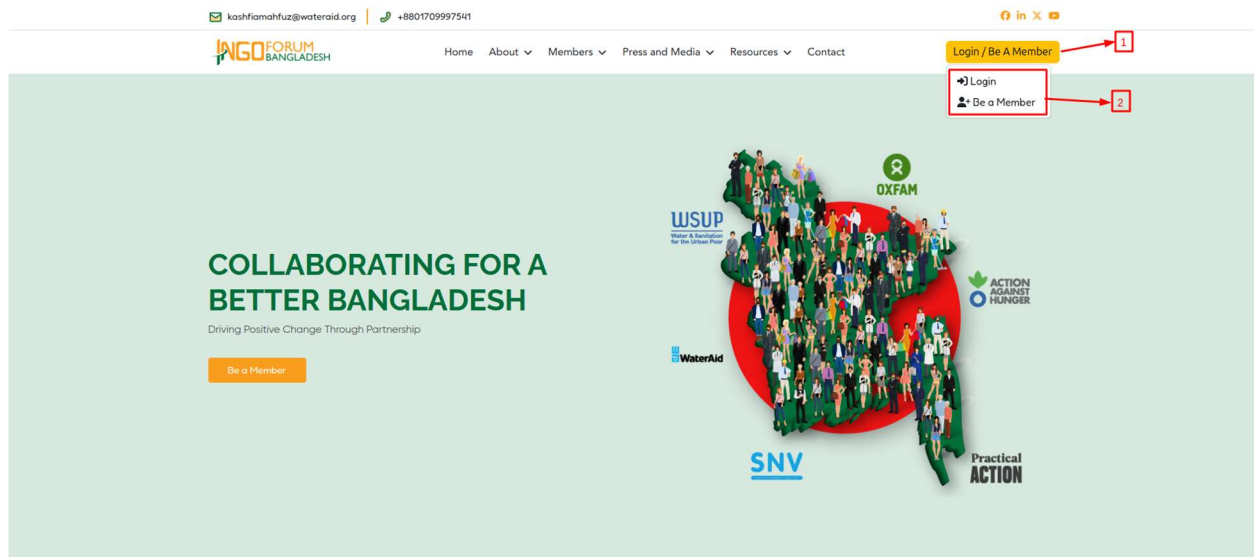 kashfiamahfuz@wateraid.org +8801709997541
INGO FORUM
BANGLADESH
Home About Members Press and Media Resources Contact
Login / Be A Member
1
Login
Be a Member
2
OXFAM
WSUP
Water & Sanitation
for the Urban Poor
COLLABORATING FOR A
BETTER BANGLADESH
Driving Positive Change Through Partnership
Be a Member
ACTION
AGAINST
HUNGER
WaterAid
SNV
Practical
ACTION